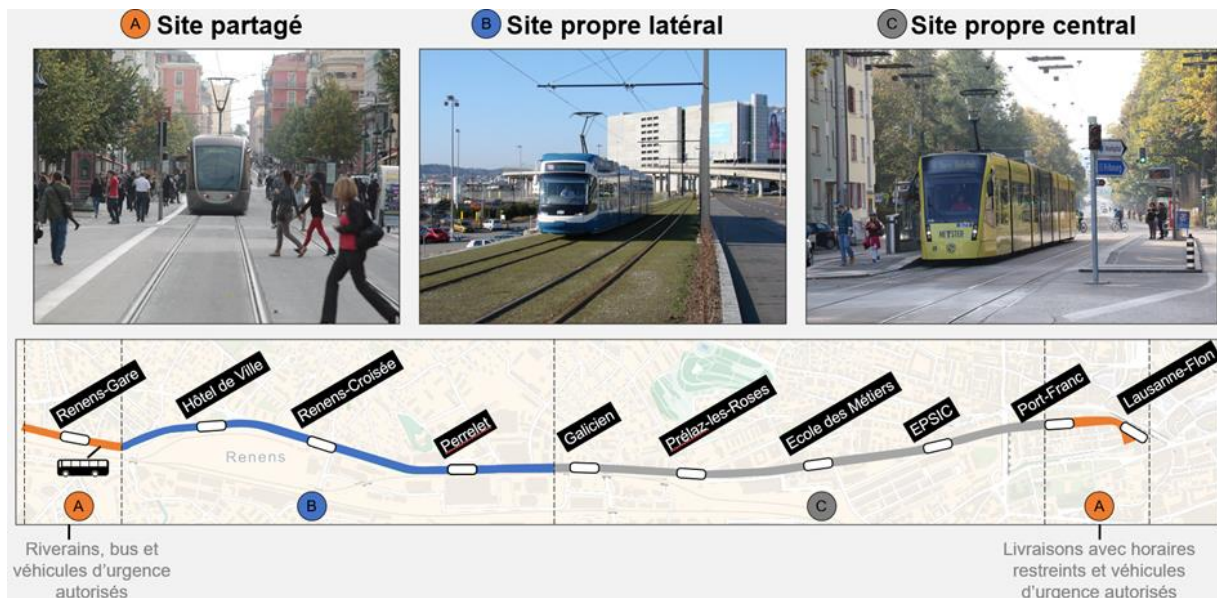 A Site partagé
B Site propre latéral
C Site propre central
Renens-Gare
Hôtel de Ville
Renens-Croisée
Perrelet
Galicien
Prélaz-les-Roses
Ecole des Métiers
EPSIC
Port-Franc
Lausanne-Flon
Renens
A
B
C
A
Riverains, bus et
véhicules d'urgence
autorisés
Livraisons avec horaires
restreints et véhicules
d'urgence autorisés